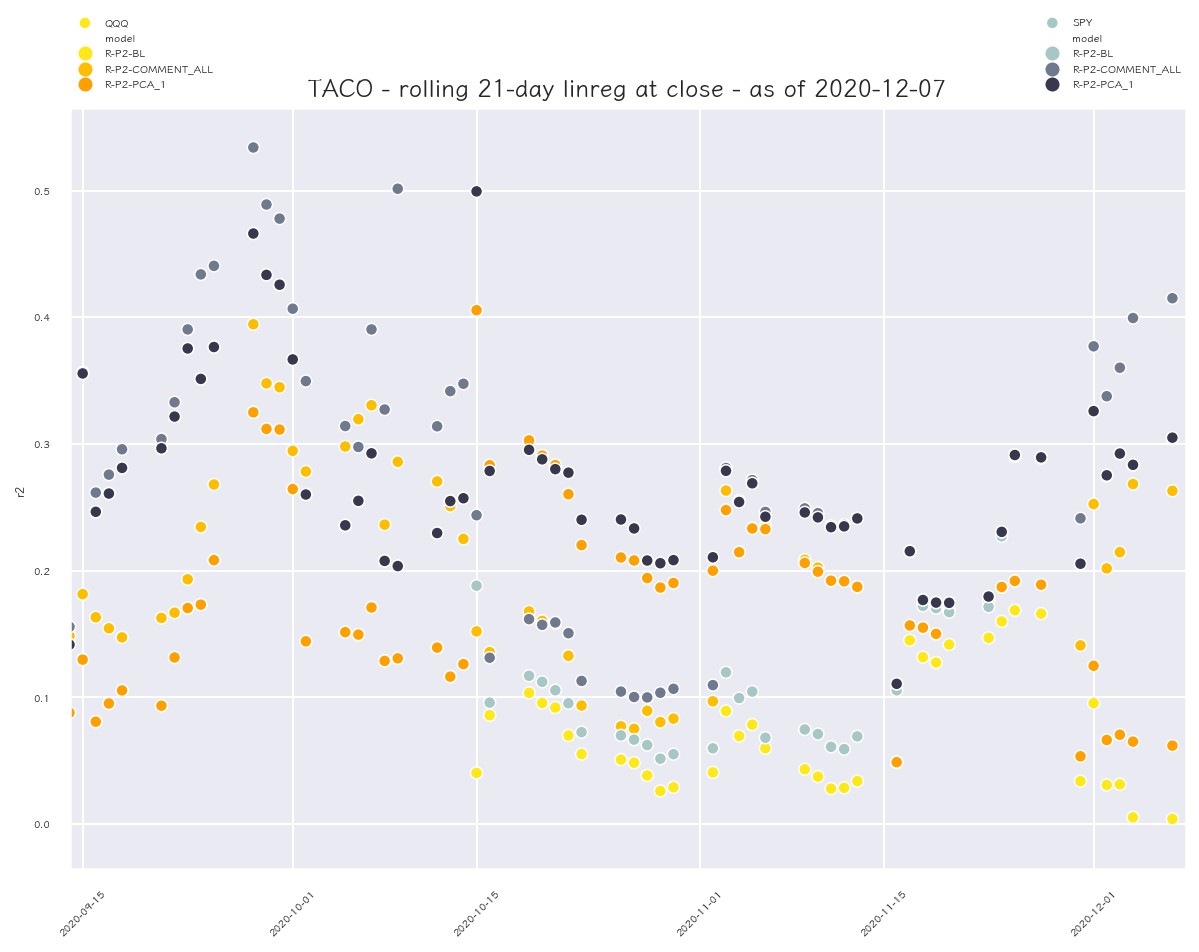 QQQ
model
R-P2-BL
R-P2-COMMENT_ALL
R-P2-PCA_1
SPY
model
R-P2-BL
R-P2-COMMENT_ALL
R-P2-PCA_1
TACO - rolling 21-day linreg at close - as of 2020-12-07
r2
0.5
0.4
0.3
0.2
0.1
0.0
2020-09-15
2020-10-01
2020-10-15
2020-11-01
2020-11-15
2020-12-01